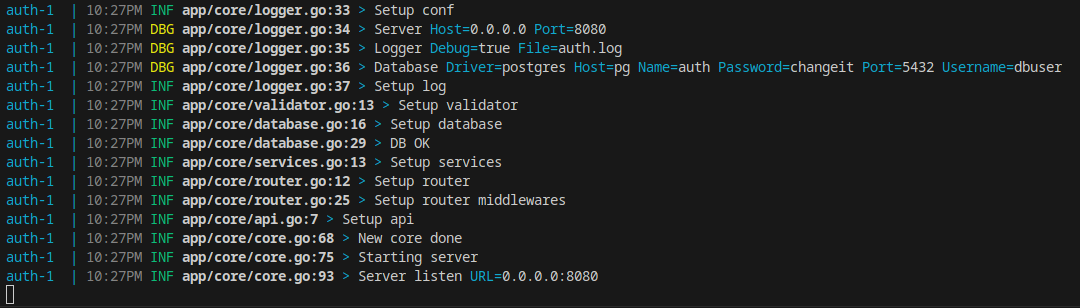 auth-1  | 10:27PM INF app/core/logger.go:33 > Setup conf
auth-1  | 10:27PM DBG app/core/logger.go:34 > Server Host=0.0.0.0 Port=8080
auth-1  | 10:27PM DBG app/core/logger.go:35 > Logger Debug=true File=auth.log
auth-1  | 10:27PM DBG app/core/logger.go:36 > Database Driver=postgres Host=pg Name=auth Password=changeit Port=5432 Username=dbuser
auth-1  | 10:27PM INF app/core/logger.go:37 > Setup log
auth-1  | 10:27PM INF app/core/validator.go:13 > Setup validator
auth-1  | 10:27PM INF app/core/database.go:16 > Setup database
auth-1  | 10:27PM INF app/core/database.go:29 > DB OK
auth-1  | 10:27PM INF app/core/services.go:13 > Setup services
auth-1  | 10:27PM INF app/core/router.go:12 > Setup router
auth-1  | 10:27PM INF app/core/router.go:25 > Setup router middlewares
auth-1  | 10:27PM INF app/core/api.go:7 > Setup api
auth-1  | 10:27PM INF app/core/core.go:68 > New core done
auth-1  | 10:27PM INF app/core/core.go:75 > Starting server
auth-1  | 10:27PM INF app/core/core.go:93 > Server listen URL=0.0.0.0:8080